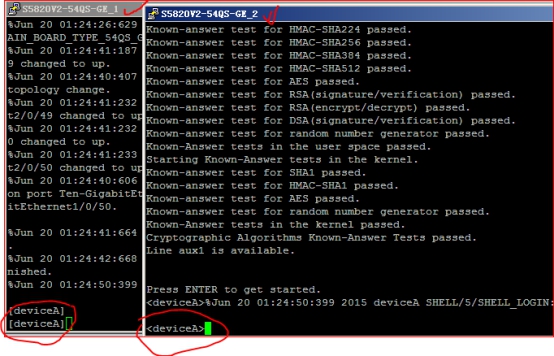 S5820V2-54QS-GE_1
%Jun 20 01:24:26:629
AIN_BOARD_TYPE_54QS_G
%Jun 20 01:24:41:187
9 changed to up.
%Jun 20 01:24:40:407
topology change.
%Jun 20 01:24:41:232
t2/0/49 changed to up
%Jun 20 01:24:41:232
0 changed to up.
%Jun 20 01:24:41:233
t2/0/50 changed to up
%Jun 20 01:24:40:606
on port Ten-GigabitEt
itEthernet1/0/50.
%Jun 20 01:24:41:664
.
%Jun 20 01:24:42:668
nished.
%Jun 20 01:24:50:399
[deviceA]
[deviceA]
S5820V2-54QS-GE_2
Known-answer test for HMAC-SHA224 passed.
Known-answer test for HMAC-SHA256 passed.
Known-answer test for HMAC-SHA384 passed.
Known-answer test for HMAC-SHA512 passed.
Known-answer test for AES passed.
Known-answer test for RSA(signature/verification) passed.
Known-answer test for RSA(encrypt/decrypt) passed.
Known-answer test for DSA(signature/verification) passed.
Known-answer test for random number generator passed.
Known-Answer tests in the user space passed.
Starting Known-Answer tests in the kernel.
Known-answer test for SHA1 passed.
Known-answer test for HMAC-SHA1 passed.
Known-answer test for AES passed.
Known-answer test for random number generator passed.
Known-Answer tests in the kernel passed.
Cryptographic Algorithms Known-Answer Tests passed.
Line aux1 is available.
Press ENTER to get started.
<deviceA>%Jun 20 01:24:50:399 2015 deviceA SHELL/5/SHELL_LOGIN:
<deviceA>